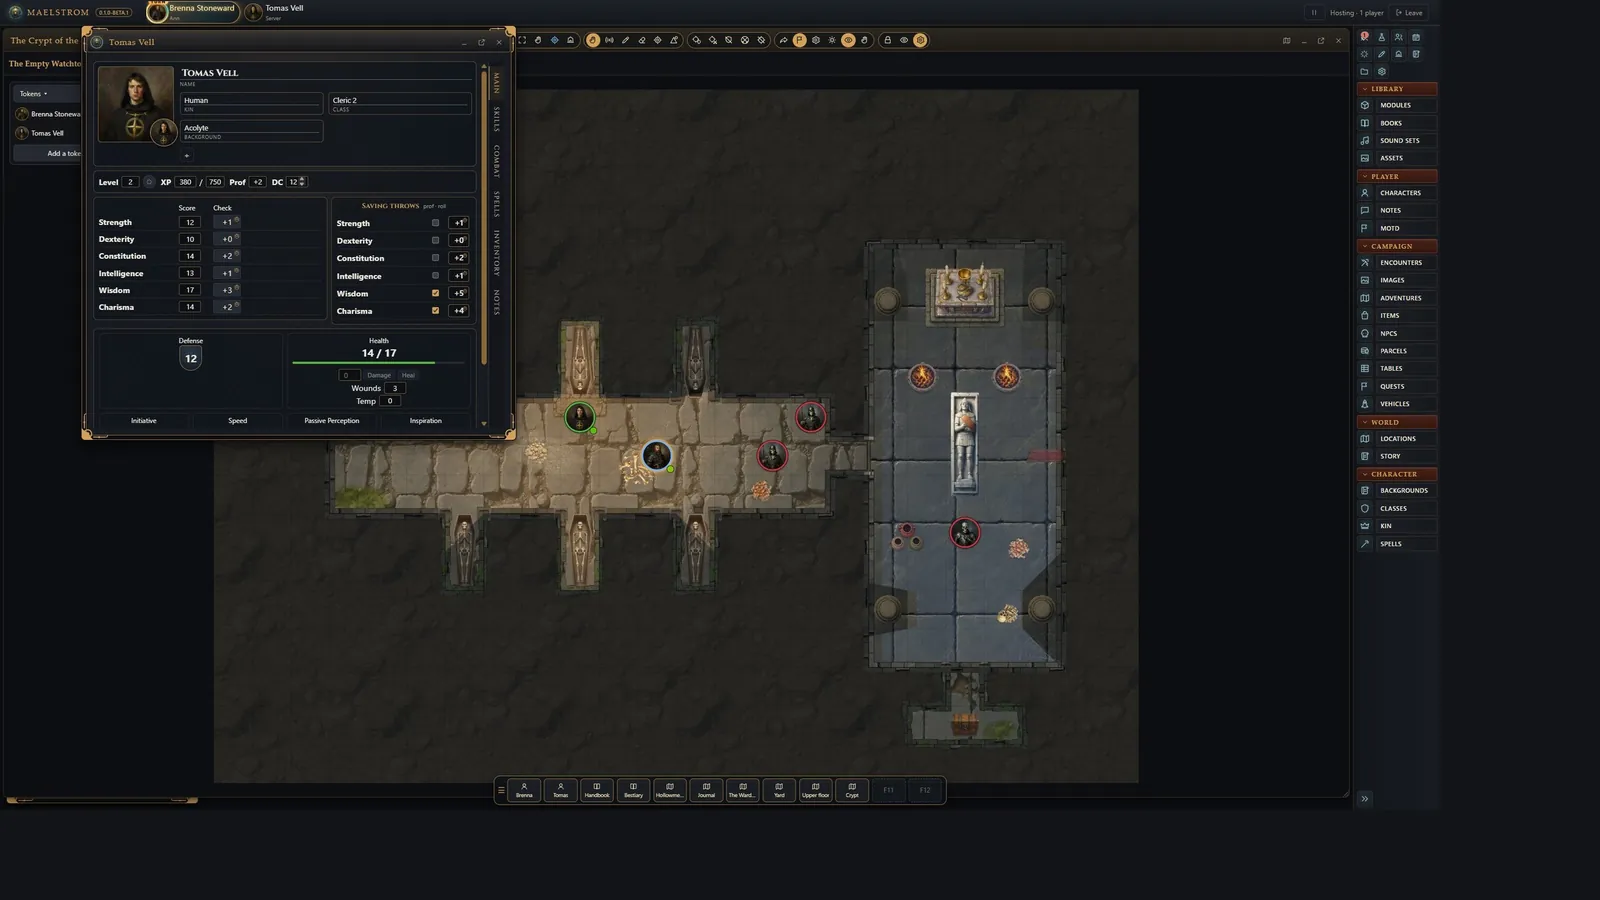 MAELSTROM
0.1.0-BETA.1
Brenna Stoneward
Ann
Tomas Vell
Server
Hosting · 1 player
Leave
The Crypt of the
The Empty Watchto
Tokens
Brenna Stonewa
Tomas Vell
Add a toke
Tomas Vell
TOMAS VELL
NAME
Human
KIN
Cleric 2
CLASS
Acolyte
BACKGROUND
+
Level 2
XP 380 / 750
Prof +2
DC 12
Score Check
Strength 12 +1
Dexterity 10 +0
Constitution 14 +2
Intelligence 13 +1
Wisdom 17 +3
Charisma 14 +2
SAVING THROWS prof · roll
Strength +1
Dexterity +0
Constitution +2
Intelligence +1
Wisdom +5
Charisma +4
Defense
12
Health
14 / 17
0 Damage Heal
Wounds 3
Temp 0
Initiative
Speed
Passive Perception
Inspiration
MAIN
SKILLS
COMBAT
SPELLS
INVENTORY
NOTES
LIBRARY
MODULES
BOOKS
SOUND SETS
ASSETS
PLAYER
CHARACTERS
NOTES
MOTD
CAMPAIGN
ENCOUNTERS
IMAGES
ADVENTURES
ITEMS
NPCS
PARCELS
TABLES
QUESTS
VEHICLES
WORLD
LOCATIONS
STORY
CHARACTER
BACKGROUNDS
CLASSES
KIN
SPELLS
Brenna
Tomas
Handbook
Bestiary
Hollowme...
Journal
The Ward...
Yard
Upper floor
Crypt
F11
F12